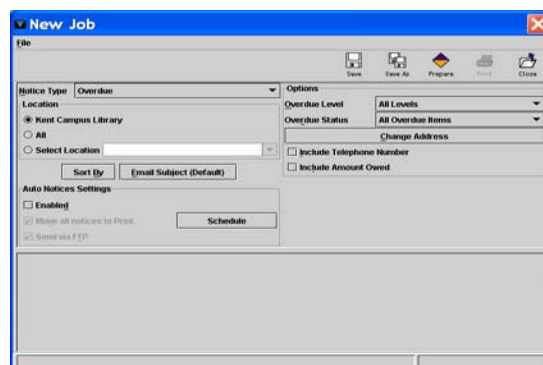 New Job
File
Save Save As Prepare Print Close
Notice Type Overdue
Location
Kent Campus Library
All
Select Location
Sort By Email Subject (Default)
Auto Notices Settings
Enabled
Move all notices to Print.
Schedule
Send via FTP
Options
Overdue Level All Levels
Overdue Status All Overdue Items
Change Address
Include Telephone Number
Include Amount Owed